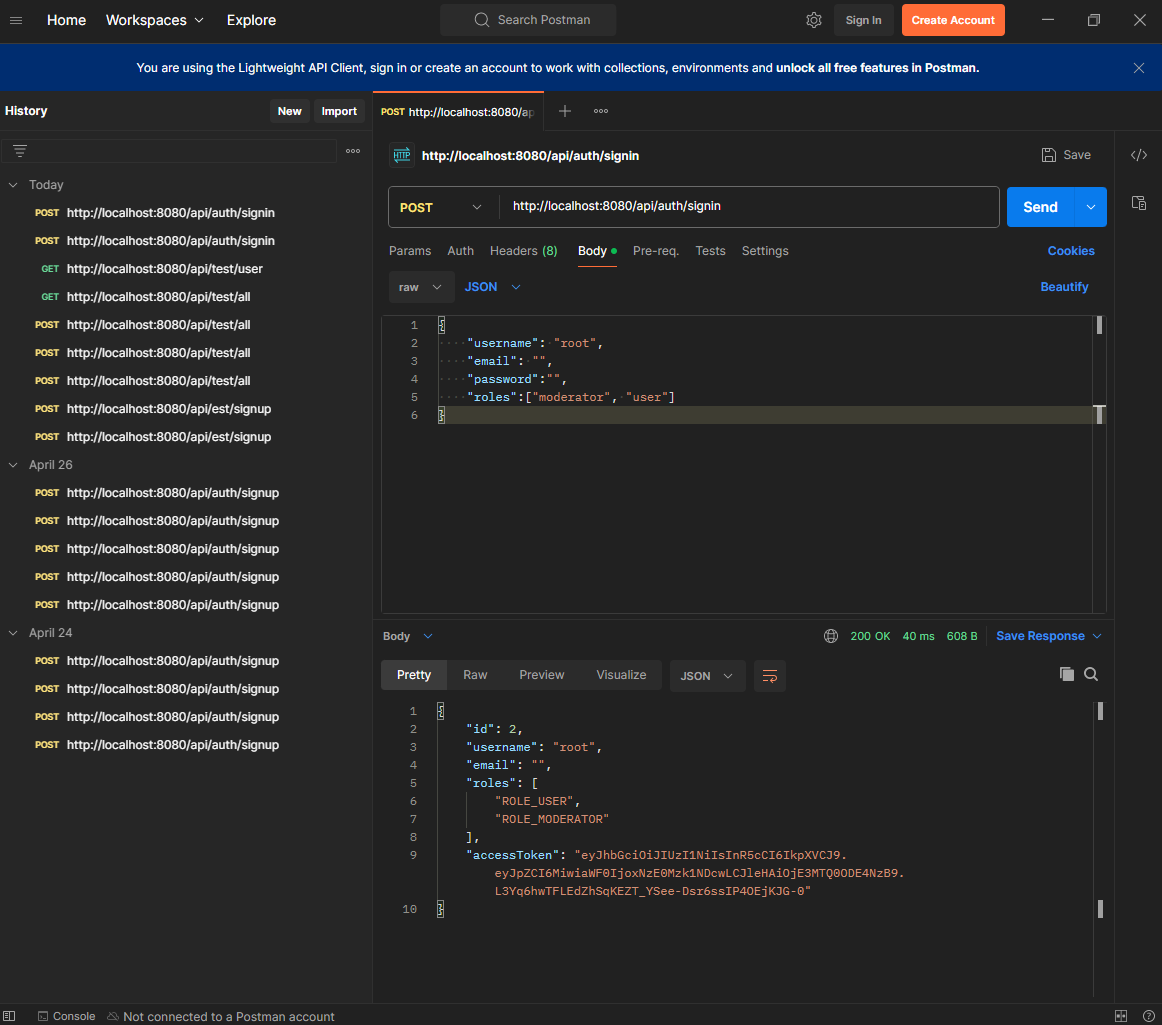 Home Workspaces Explore Search Postman Sign In Create Account
You are using the Lightweight API Client, sign in or create an account to work with collections, environments and unlock all free features in Postman.
History New Import
Today
POST http://localhost:8080/api/auth/signin
POST http://localhost:8080/api/auth/signin
GET http://localhost:8080/api/test/user
GET http://localhost:8080/api/test/all
POST http://localhost:8080/api/test/all
POST http://localhost:8080/api/test/all
POST http://localhost:8080/api/test/all
POST http://localhost:8080/api/est/signup
POST http://localhost:8080/api/est/signup
April 26
POST http://localhost:8080/api/auth/signup
POST http://localhost:8080/api/auth/signup
POST http://localhost:8080/api/auth/signup
POST http://localhost:8080/api/auth/signup
POST http://localhost:8080/api/auth/signup
April 24
POST http://localhost:8080/api/auth/signup
POST http://localhost:8080/api/auth/signup
POST http://localhost:8080/api/auth/signup
POST http://localhost:8080/api/auth/signup
POST http://localhost:8080/ap
HTTP http://localhost:8080/api/auth/signin Save
POST http://localhost:8080/api/auth/signin Send
Params Auth Headers (8) Body Pre-req. Tests Settings Cookies
raw JSON Beautify
1 {
2 "username": "root",
3 "email": "",
4 "password":"",
5 "roles":["moderator", "user"]
6 }
Body 200 OK 40 ms 608 B Save Response
Pretty Raw Preview Visualize JSON
1 {
2 "id": 2,
3 "username": "root",
4 "email": "",
5 "roles": [
6 "ROLE_USER",
7 "ROLE_MODERATOR"
8 ],
9 "accessToken": "eyJhbGciOiJIUzI1NiIsInR5cCI6IkpXVCJ9.
eyJpZCI6MiwiaWF0IjoxNzE0Mzk1NDcwLCJleHAiOjE3MTQ0ODE4NzB9.
L3Yq6hwTFLEdZhSqKEZT_YSee-Dsr6ssIP4OEjKJG-0"
10 }
Console Not connected to a Postman account